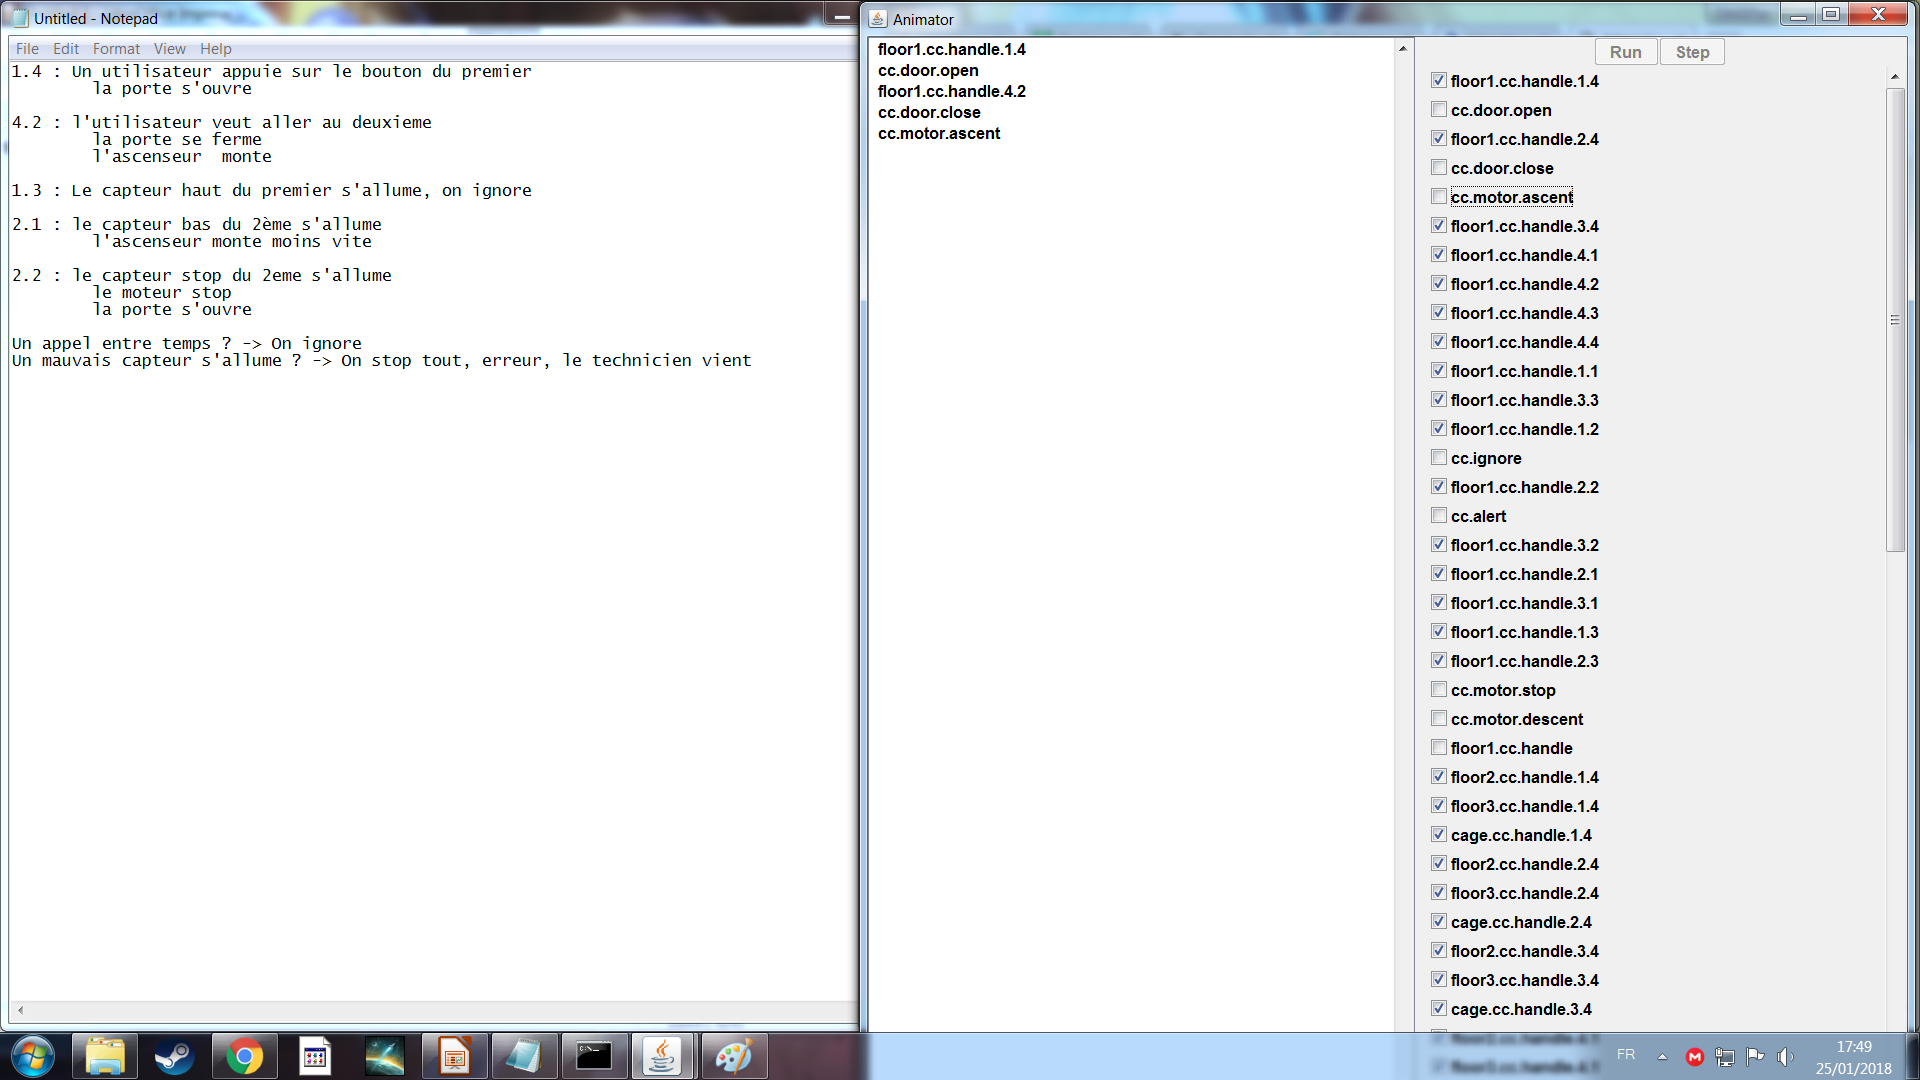 Untitled - Notepad
File Edit Format View Help
1.4 : Un utilisateur appuie sur le bouton du premier
la porte s'ouvre
4.2 : l'utilisateur veut aller au deuxieme
la porte se ferme
l'ascenseur  monte
1.3 : Le capteur haut du premier s'allume, on ignore
2.1 : le capteur bas du 2ème s'allume
l'ascenseur monte moins vite
2.2 : le capteur stop du 2eme s'allume
le moteur stop
la porte s'ouvre
Un appel entre temps ? -> On ignore
Un mauvais capteur s'allume ? -> On stop tout, erreur, le technicien vient
Animator
floor1.cc.handle.1.4
cc.door.open
floor1.cc.handle.4.2
cc.door.close
cc.motor.ascent
Run Step
floor1.cc.handle.1.4
cc.door.open
floor1.cc.handle.2.4
cc.door.close
cc.motor.ascent
floor1.cc.handle.3.4
floor1.cc.handle.4.1
floor1.cc.handle.4.2
floor1.cc.handle.4.3
floor1.cc.handle.4.4
floor1.cc.handle.1.1
floor1.cc.handle.3.3
floor1.cc.handle.1.2
cc.ignore
floor1.cc.handle.2.2
cc.alert
floor1.cc.handle.3.2
floor1.cc.handle.2.1
floor1.cc.handle.3.1
floor1.cc.handle.1.3
floor1.cc.handle.2.3
cc.motor.stop
cc.motor.descent
floor1.cc.handle
floor2.cc.handle.1.4
floor3.cc.handle.1.4
cage.cc.handle.1.4
floor2.cc.handle.2.4
floor3.cc.handle.2.4
cage.cc.handle.2.4
floor2.cc.handle.3.4
floor3.cc.handle.3.4
cage.cc.handle.3.4
FR
17:49
25/01/2018